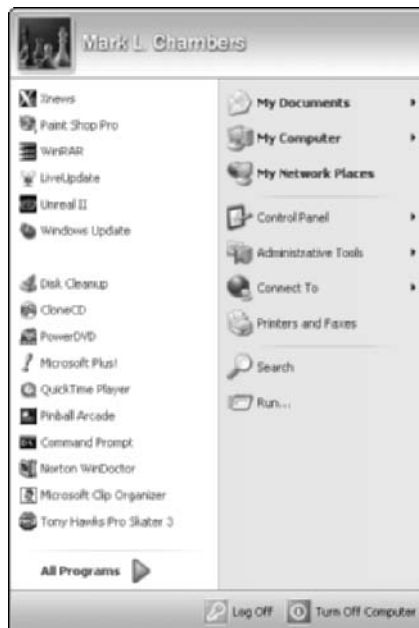 Mark L. Chambers
Xnews
Paint Shop Pro
WinRAR
LiveUpdate
Unreal II
Windows Update
Disk Cleanup
CloneCD
PowerDVD
Microsoft Plus!
QuickTime Player
Pinball Arcade
Command Prompt
Norton WinDoctor
Microsoft Clip Organizer
Tony Hawks Pro Skater 3
All Programs
My Documents
My Computer
My Network Places
Control Panel
Administrative Tools
Connect To
Printers and Faxes
Search
Run...
Log Off
Turn Off Computer